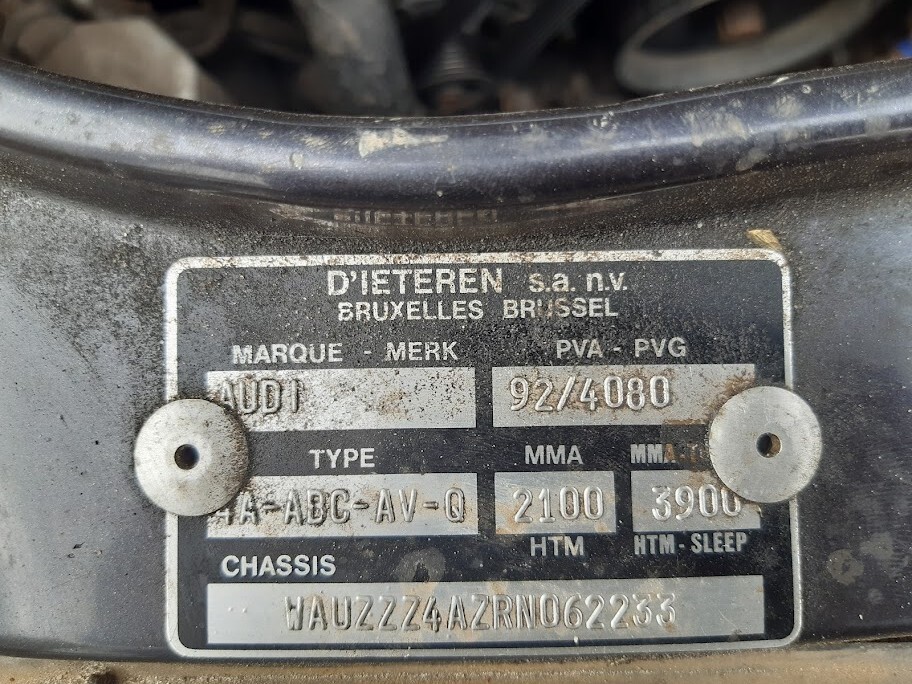 D'IETEREN s.a. n.v.
BRUXELLES BRUSSEL
MARQUE - MERK PVA - PVG
AUDI 92/4080
TYPE MMA
4A-ABC-AV-Q 2100 3900
HTM HTM-SLEEP
CHASSIS
WAUZZZ4AZRN062233